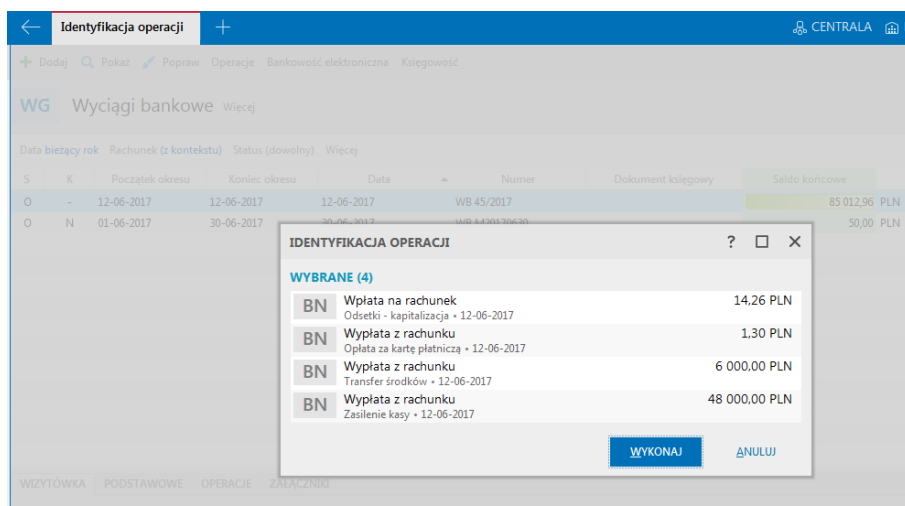 Identyfikacja operacji
CENTRALA
Dodaj Pokaż Popraw Operacje Bankowość elektroniczna Księgowość
WG Wyciągi bankowe Więcej
Data bieżący rok Rachunek (z kontekstu) Status (dowolny) Więcej
S K Początek okresu Koniec okresu Data Numer Dokument księgowy Saldo końcowe
O - 12-06-2017 12-06-2017 12-06-2017 WB 45/2017 85 012,96 PLN
O N 01-06-2017 30-06-2017 30-06-2017 WB M20170630 50,00 PLN
IDENTYFIKACJA OPERACJI ?
WYBRANE (4)
BN Wpłata na rachunek 14,26 PLN
Odsetki - kapitalizacja • 12-06-2017
BN Wypłata z rachunku 1,30 PLN
Opłata za kartę płatniczą • 12-06-2017
BN Wypłata z rachunku 6 000,00 PLN
Transfer środków • 12-06-2017
BN Wypłata z rachunku 48 000,00 PLN
Zasilenie kasy • 12-06-2017
WYKONAJ ANULUJ
WIZYTÓWKA PODSTAWOWE OPERACJE ZAŁĄCZNIKI